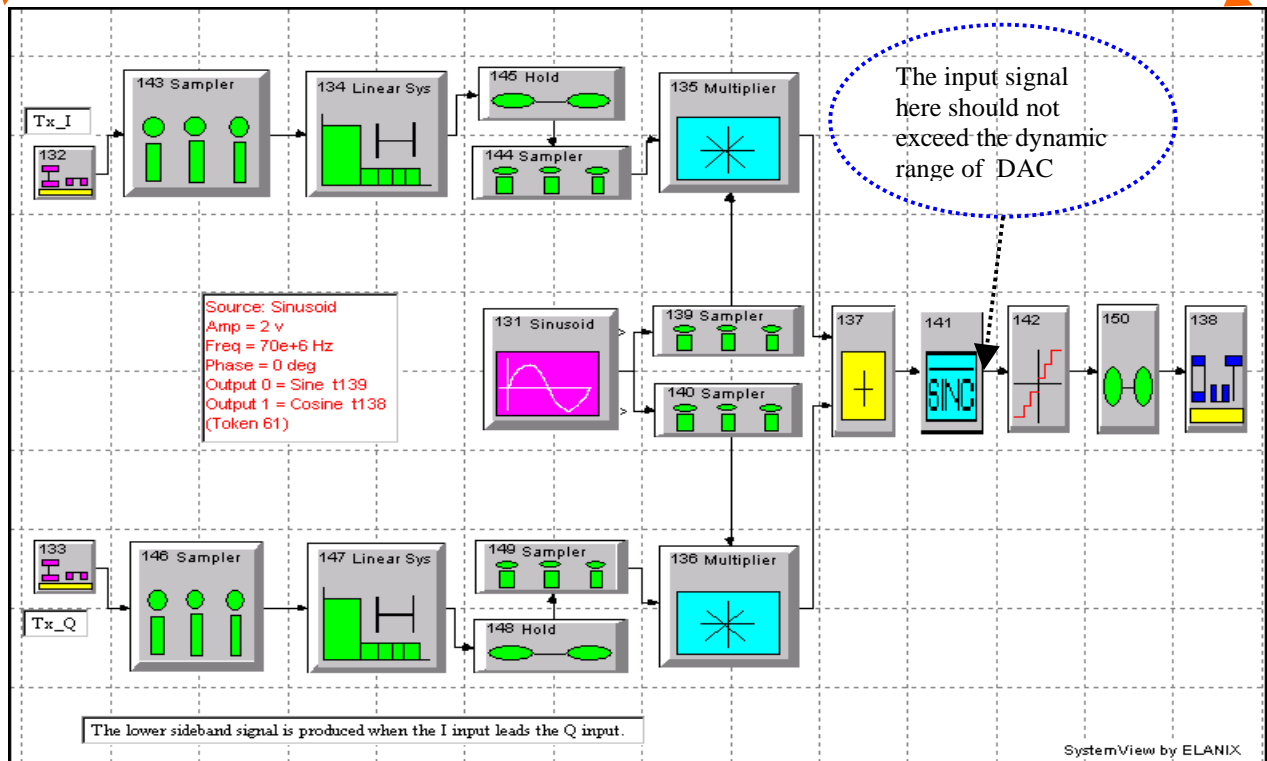 143 Sampler
134 Linear Sys
145 Hold
144 Sampler
135 Multiplier
The input signal
here should not
exceed the dynamic
range of DAC
Tx_I
132
Source: Sinusoid
Amp = 2 v
Freq = 70e+6 Hz
Phase = 0 deg
Output 0 = Sine t139
Output 1 = Cosine t138
(Token 61)
131 Sinusoid
139 Sampler
140 Sampler
137
141
SINC
142
150
138
133
Tx_Q
146 Sampler
147 Linear Sys
149 Sampler
148 Hold
136 Multiplier
The lower sideband signal is produced when the I input leads the Q input.
SystemView by ELANIX